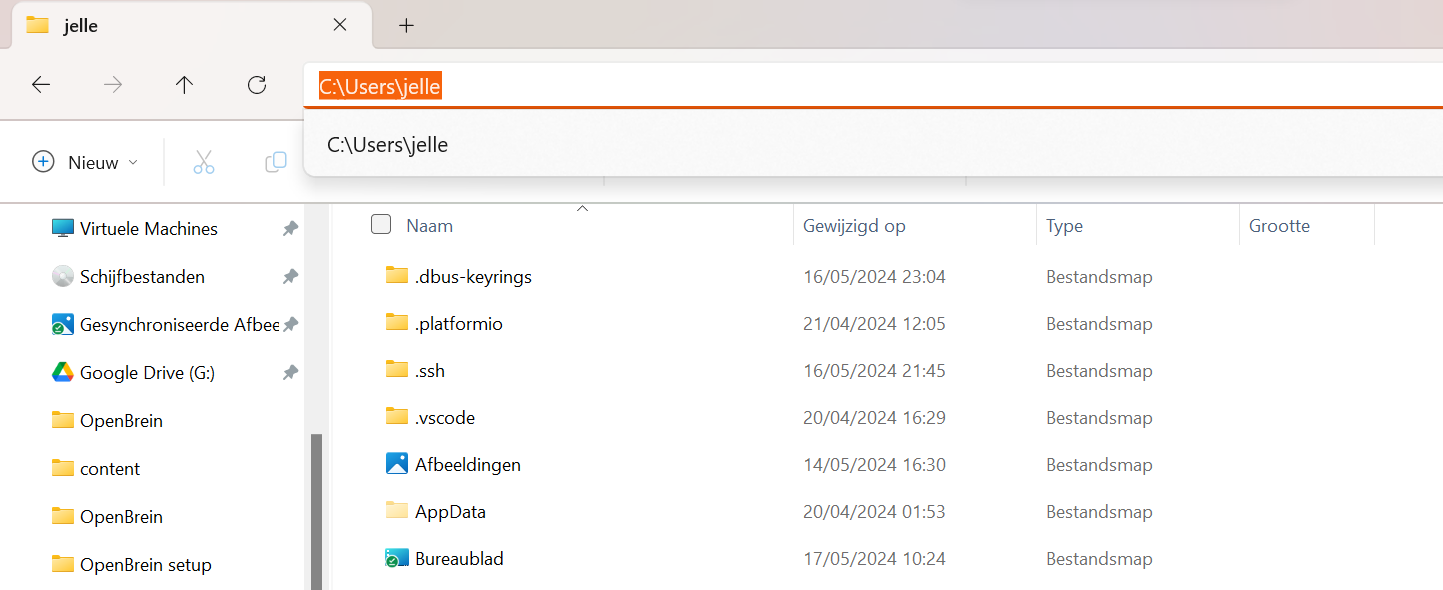 jelle
C:\Users\jelle
C:\Users\jelle
Nieuw
Virtuele Machines
Schijfbestanden
Gesynchroniseerde Afbee
Google Drive (G:)
OpenBrein
content
OpenBrein
OpenBrein setup
Naam Gewijzigd op Type Grootte
.dbus-keyrings 16/05/2024 23:04 Bestandsmap
.platformio 21/04/2024 12:05 Bestandsmap
.ssh 16/05/2024 21:45 Bestandsmap
.vscode 20/04/2024 16:29 Bestandsmap
Afbeeldingen 14/05/2024 16:30 Bestandsmap
AppData 20/04/2024 01:53 Bestandsmap
Bureaublad 17/05/2024 10:24 Bestandsmap